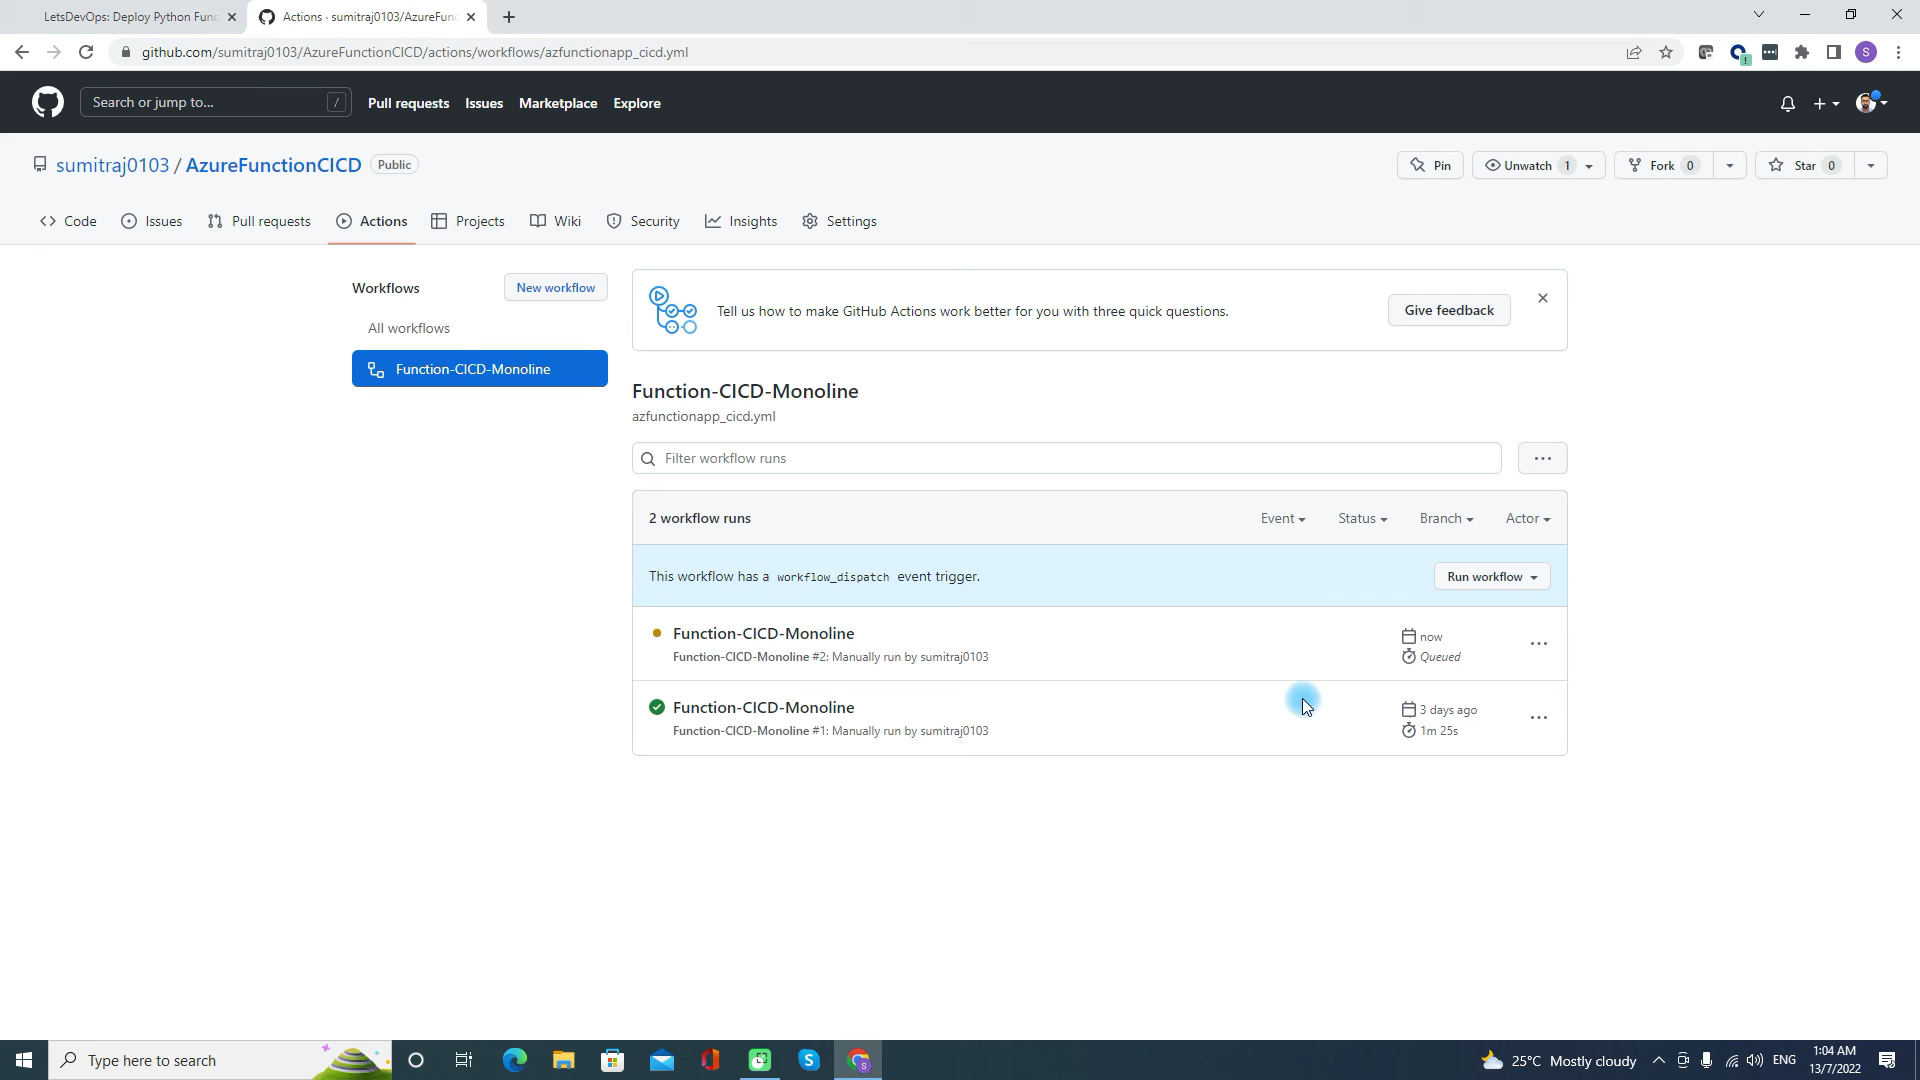 LetsDevOps: Deploy Python Func
Actions · sumitraj0103/AzureFunc
github.com/sumitraj0103/AzureFunctionCICD/actions/workflows/azfunctionapp_cicd.yml
S
Search or jump to... /
Pull requests
Issues
Marketplace
Explore
sumitraj0103 / AzureFunctionCICD Public
Pin
Unwatch 1
Fork 0
Star 0
Code
Issues
Pull requests
Actions
Projects
Wiki
Security
Insights
Settings
Workflows
New workflow
All workflows
Function-CICD-Monoline
Tell us how to make GitHub Actions work better for you with three quick questions.
Give feedback
Function-CICD-Monoline
azfunctionapp_cicd.yml
Filter workflow runs
2 workflow runs
Event
Status
Branch
Actor
This workflow has a workflow_dispatch event trigger.
Run workflow
Function-CICD-Monoline
Function-CICD-Monoline #2: Manually run by sumitraj0103
now
Queued
Function-CICD-Monoline
Function-CICD-Monoline #1: Manually run by sumitraj0103
3 days ago
1m 25s
Type here to search
25°C Mostly cloudy
ENG
1:04 AM
13/7/2022